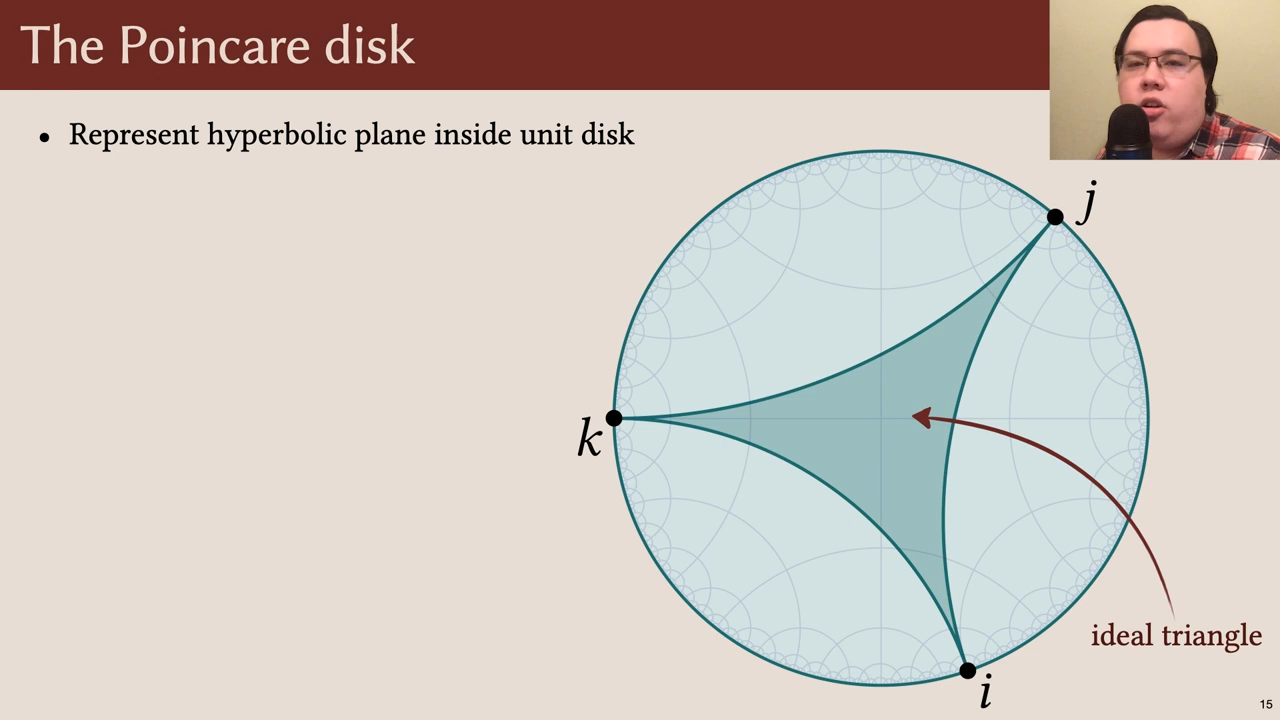 The Poincare disk
• Represent hyperbolic plane inside unit disk
j
k
ideal triangle
i
15